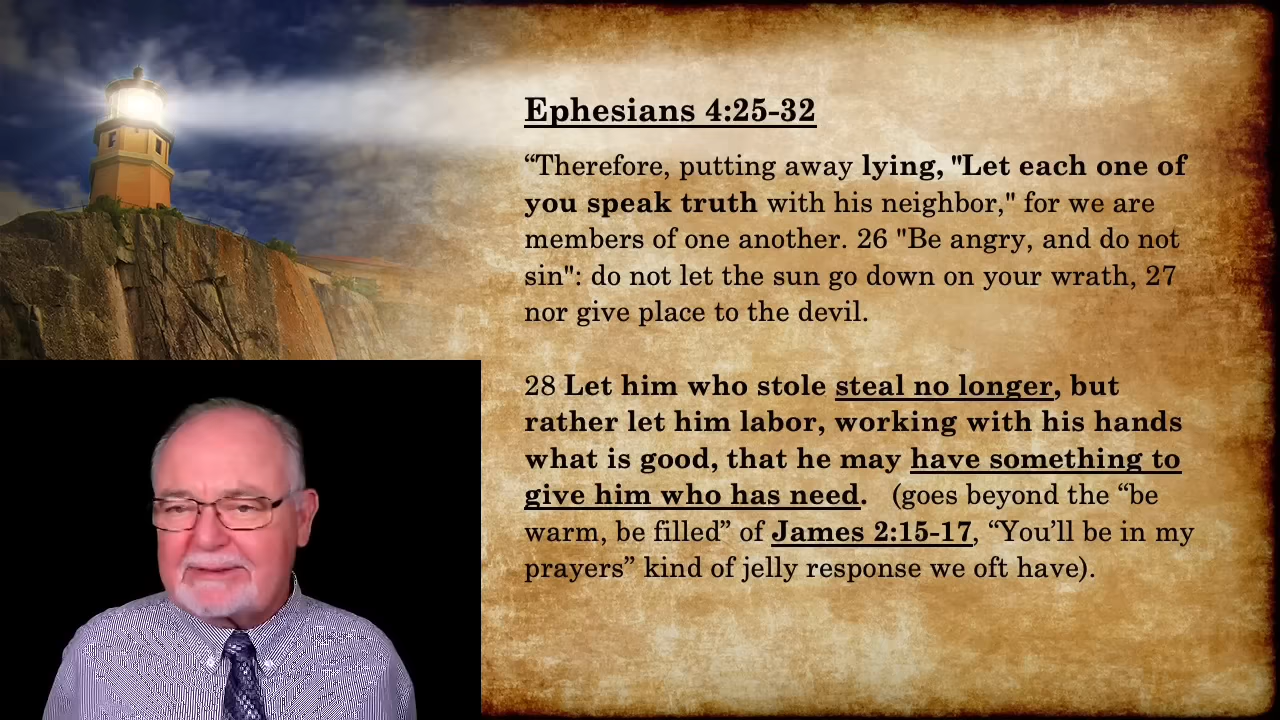 Ephesians 4:25-32
“Therefore, putting away lying, "Let each one of
you speak truth with his neighbor," for we are
members of one another. 26 "Be angry, and do not
sin": do not let the sun go down on your wrath, 27
nor give place to the devil.
28 Let him who stole steal no longer, but
rather let him labor, working with his hands
what is good, that he may have something to
give him who has need.   (goes beyond the “be
warm, be filled” of James 2:15-17, “You’ll be in my
prayers” kind of jelly response we oft have).